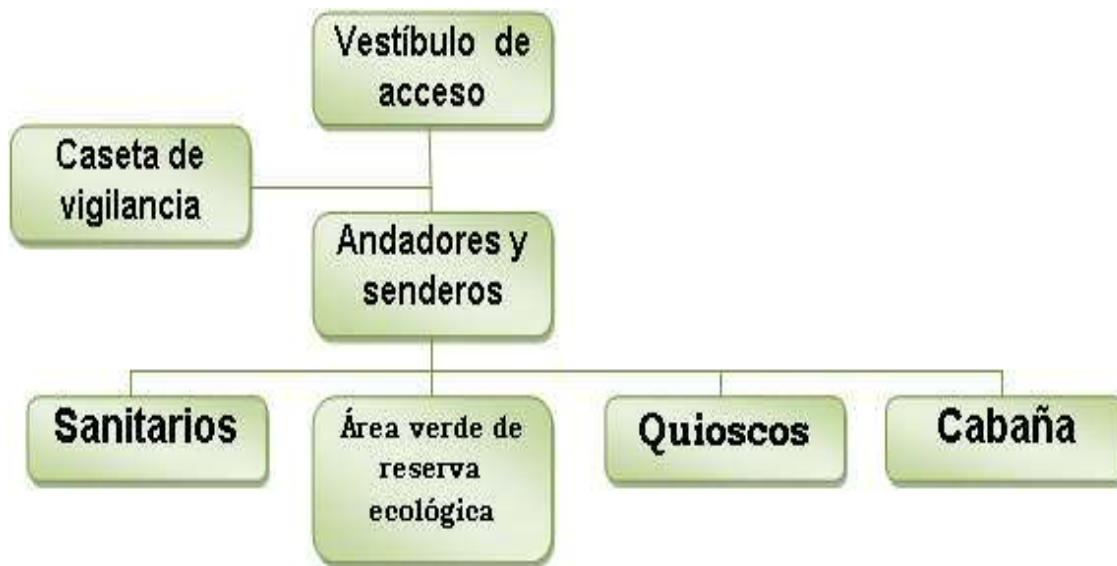 Vestíbulo de
acceso
Caseta de
vigilancia
Andadores y
senderos
Sanitarios
Área verde de
reserva
ecológica
Quioscos
Cabaña